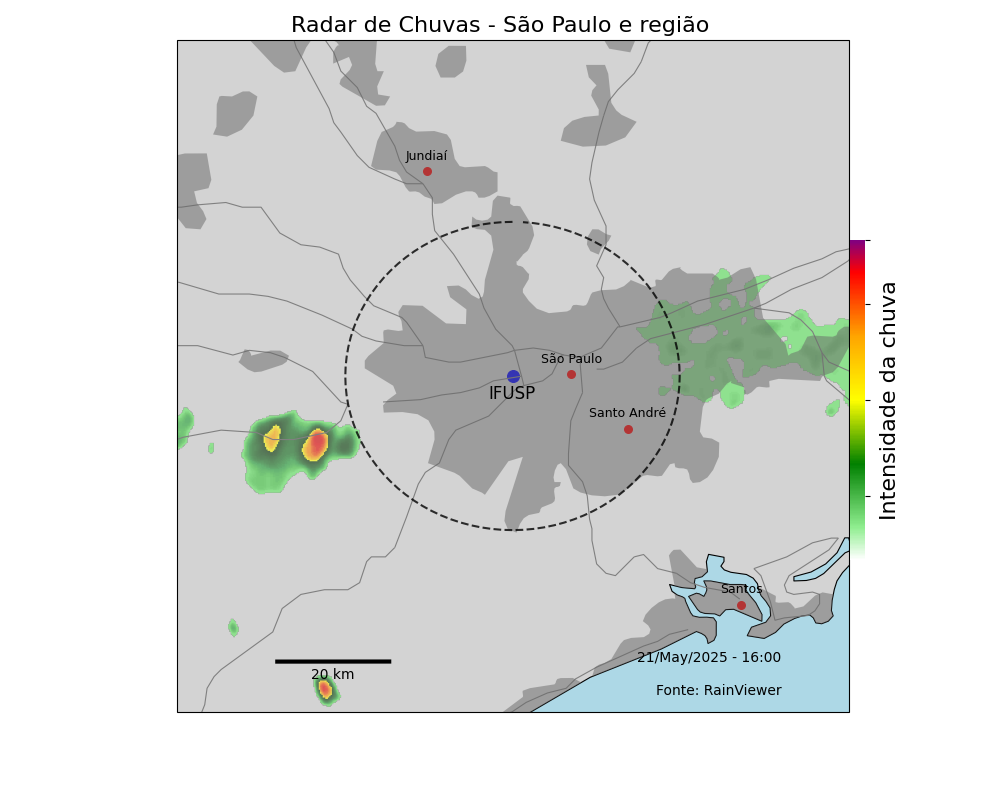 Radar de Chuvas - São Paulo e região
Jundiaí
São Paulo
IFUSP
Santo André
Intensidade da chuva
Santos
21/May/2025 - 16:00
20 km
Fonte: RainViewer